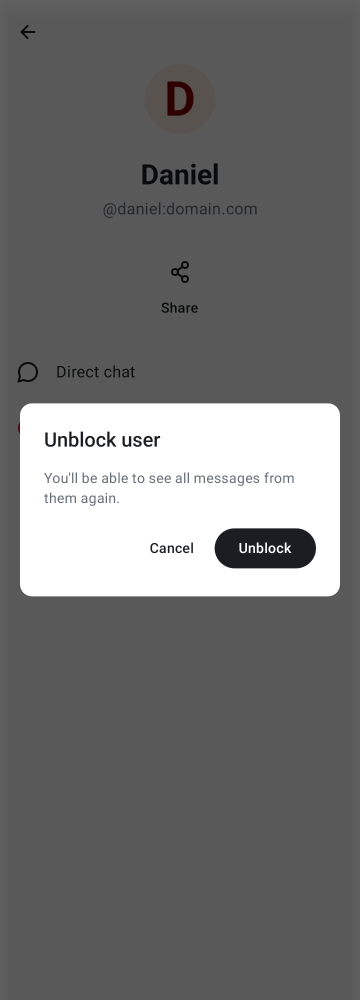 D
Daniel
@daniel:domain.com
Share
Direct chat
Unblock user
You'll be able to see all messages from
them again.
Cancel
Unblock